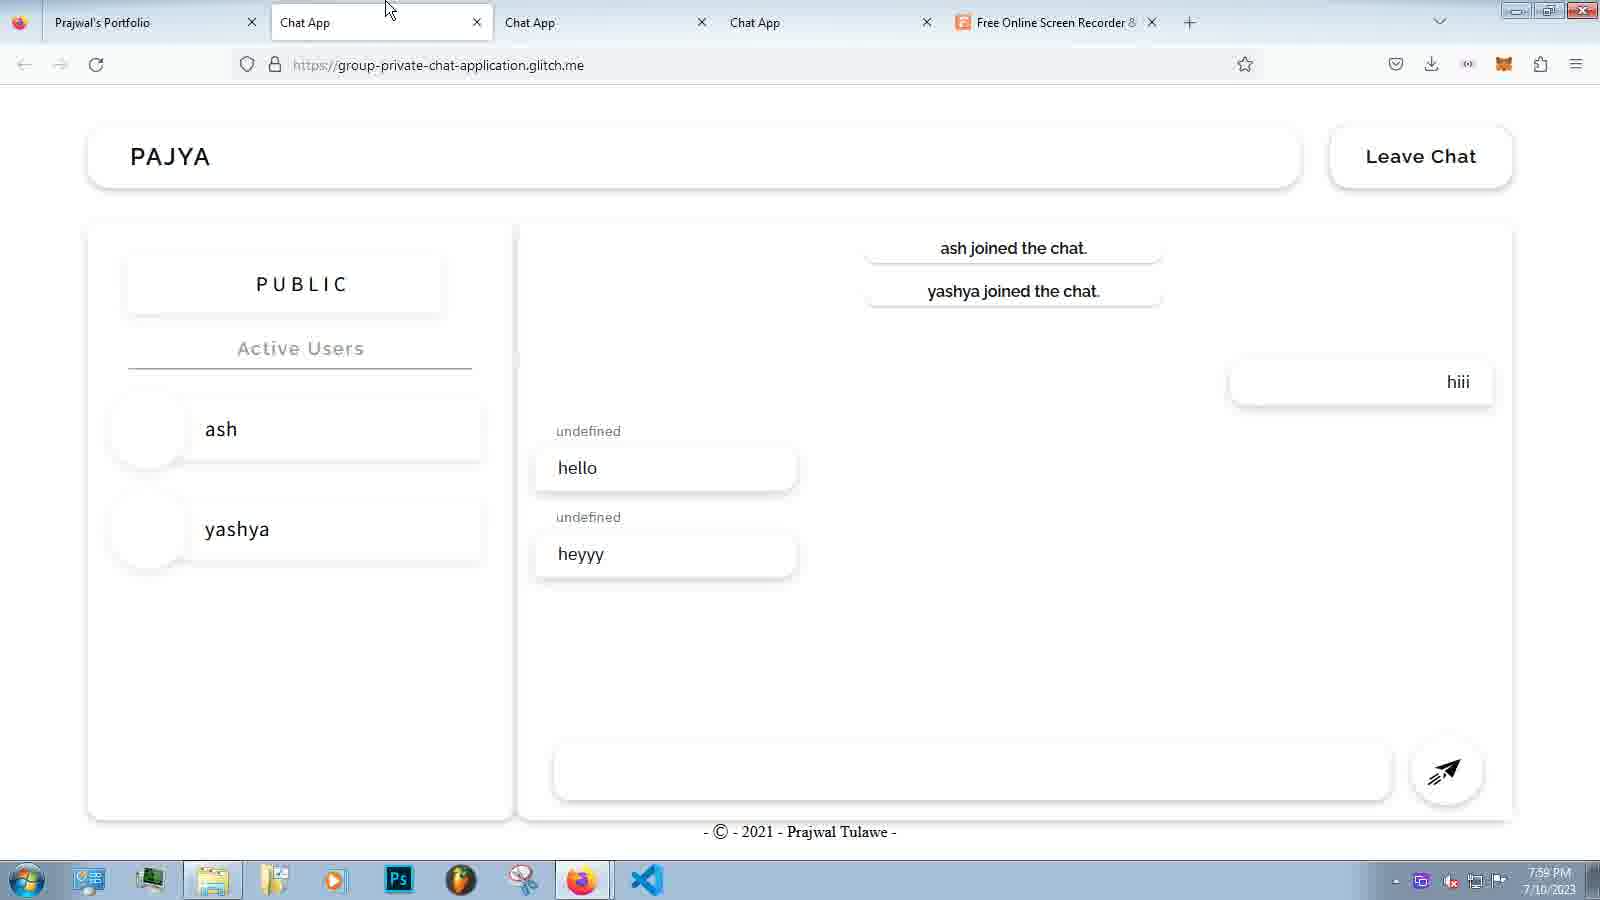 Prajwal's Portfolio
Chat App
Chat App
Chat App
Free Online Screen Recorder &
https://group-private-chat-application.glitch.me
PAJYA
Leave Chat
PUBLIC
Active Users
ash
yashya
ash joined the chat.
yashya joined the chat.
hiii
undefined
hello
undefined
heyyy
- © - 2021 - Prajwal Tulawe -
Ps
7:59 PM
7/10/2023